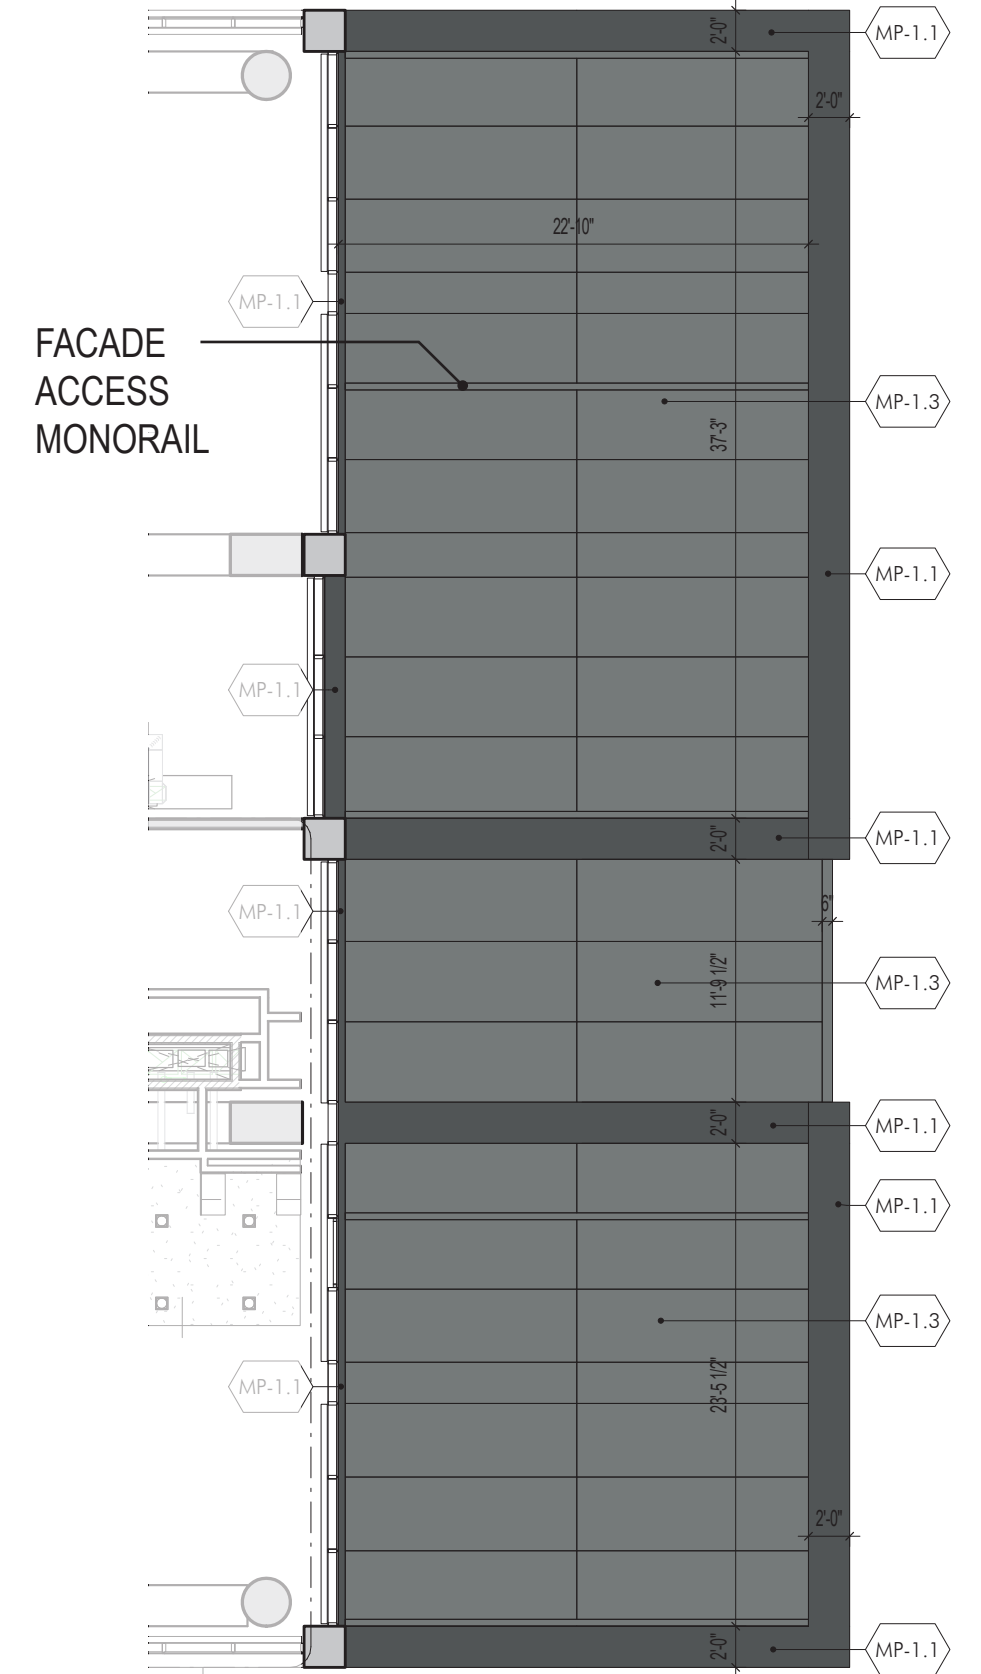 2'-0"
MP-1.1
2'-0"
22'-10"
MP-1.1
FACADE
ACCESS
MONORAIL
MP-1.3
37'-3"
MP-1.1
MP-1.1
2'-0"
MP-1.1
6"
MP-1.1
11'-9 1/2"
MP-1.3
2'-0"
MP-1.1
MP-1.1
MP-1.3
23'-5 1/2"
MP-1.1
2'-0"
2'-0"
MP-1.1